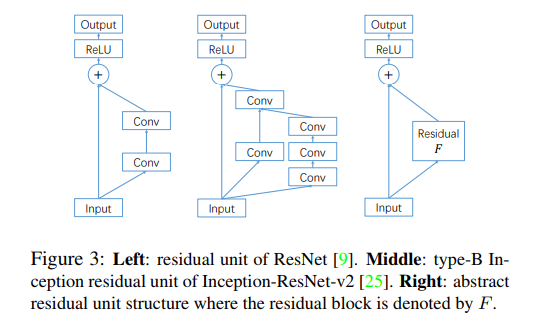 Output
ReLU
+
Conv
Conv
Input
Output
ReLU
+
Conv
Conv
Conv
Conv
Conv
Input
Output
ReLU
+
Residual
F
Input
Figure 3: Left: residual unit of ResNet [9]. Middle: type-B In-
ception residual unit of Inception-ResNet-v2 [25]. Right: abstract
residual unit structure where the residual block is denoted by F.